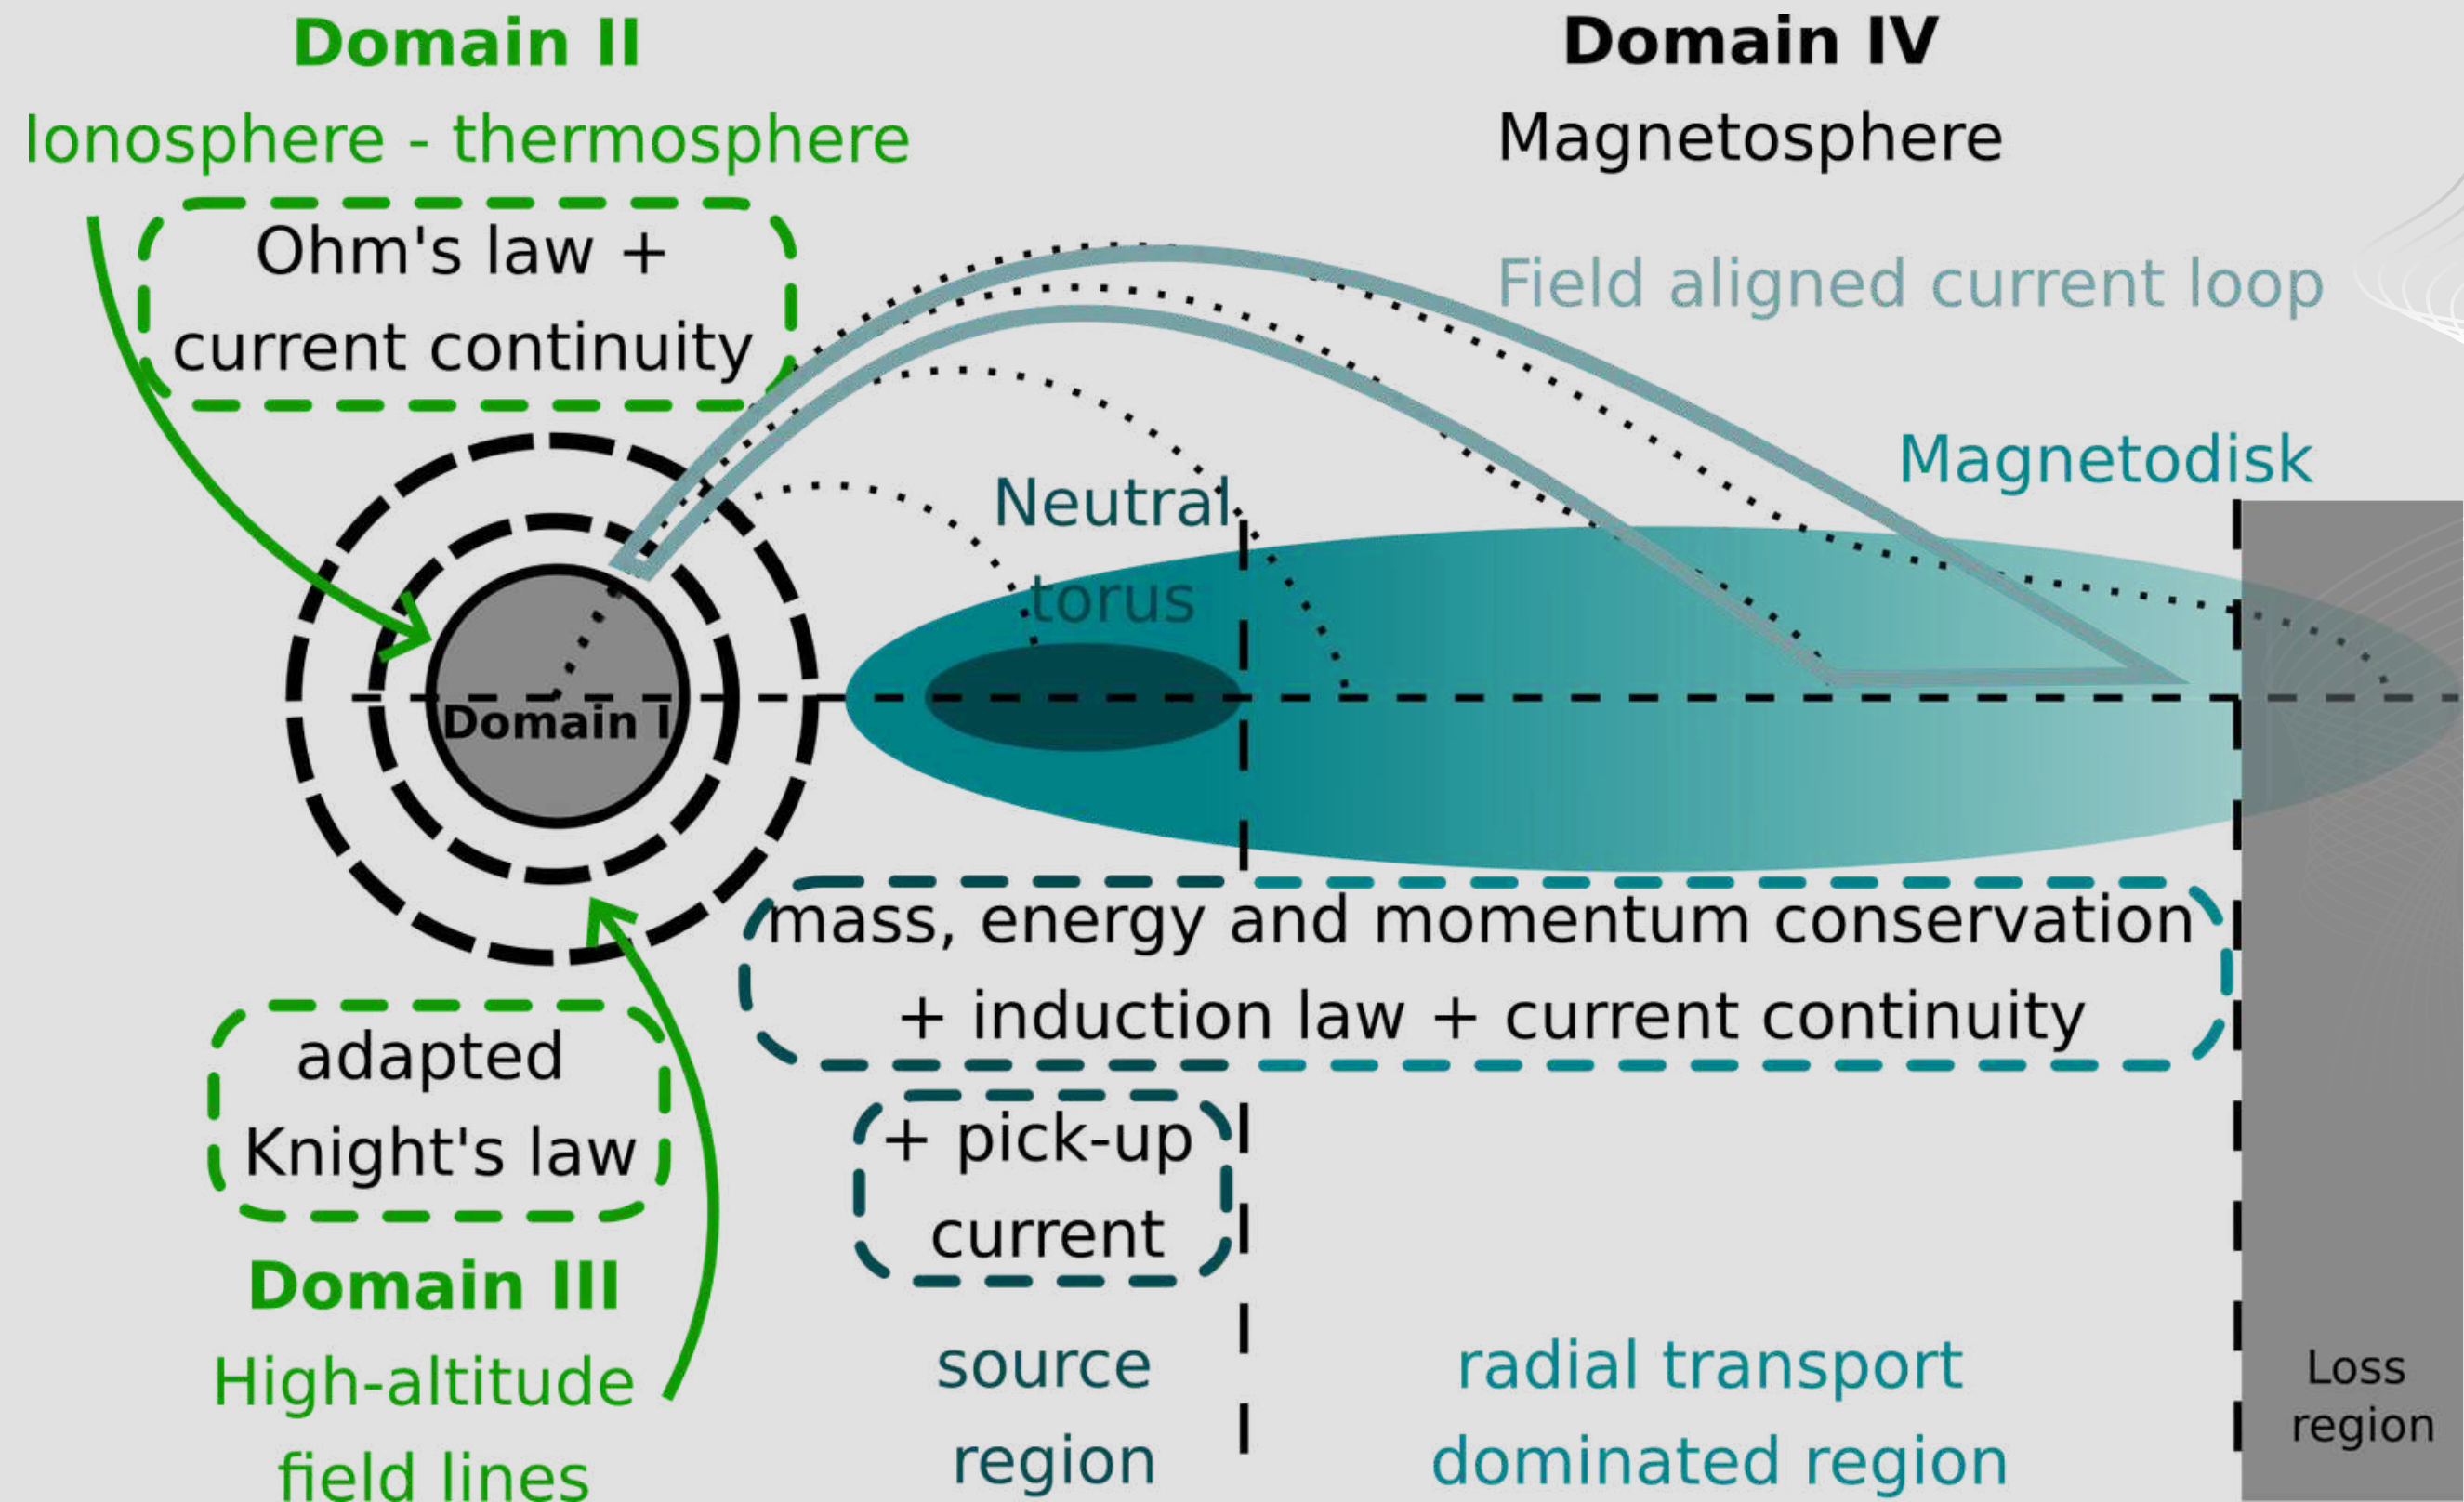 Domain II
Ionosphere - thermosphere
Ohm's law +
current continuity
Domain IV
Magnetosphere
Field aligned current loop
Magnetodisk
Neutral
torus
Domain I
mass, energy and momentum conservation
+ induction law + current continuity
+ pick-up
current
adapted
Knight's law
Domain III
High-altitude
field lines
source
region
radial transport
dominated region
Loss
region